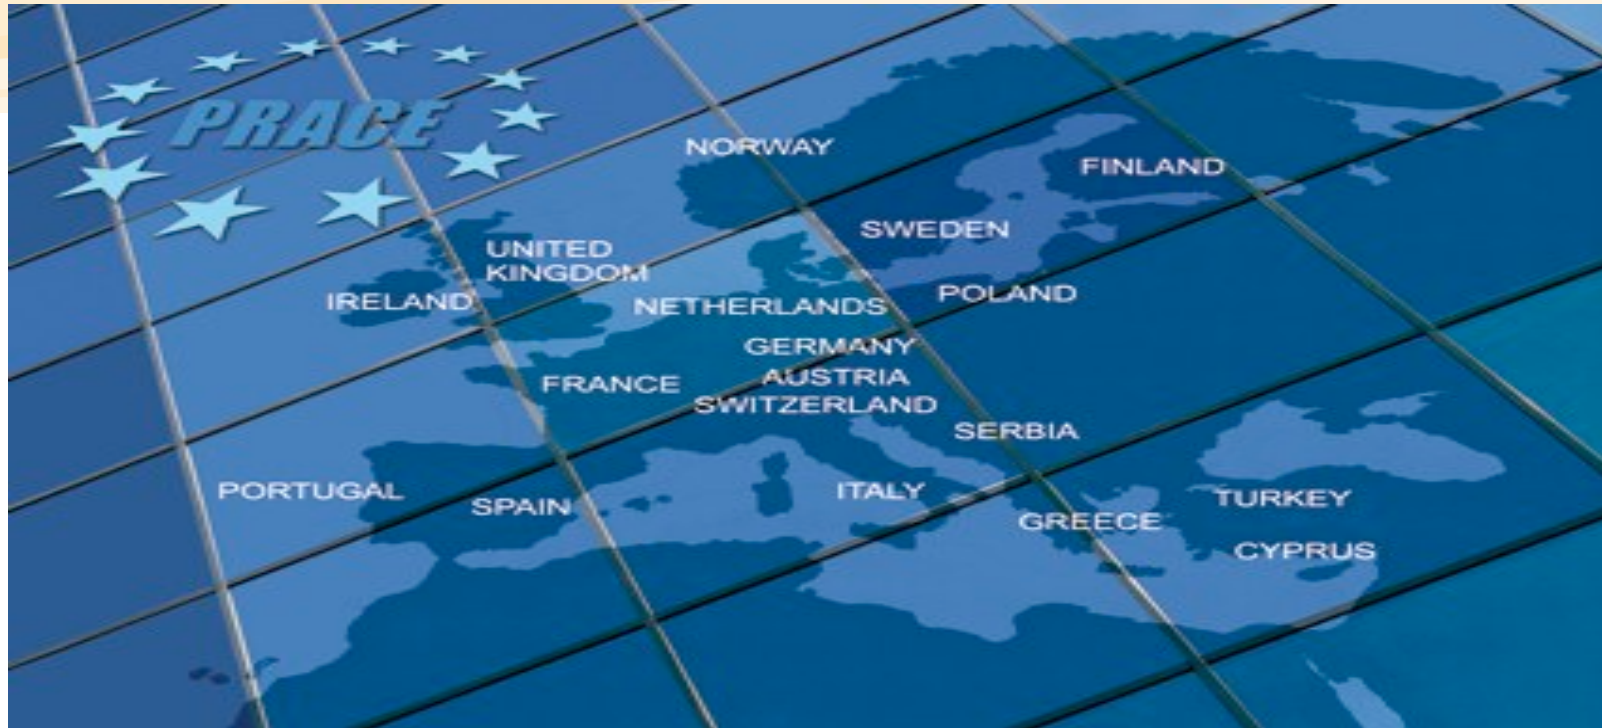 PRACE
NORWAY
FINLAND
SWEDEN
UNITED
KINGDOM
IRELAND
NETHERLANDS
POLAND
GERMANY
AUSTRIA
FRANCE
SWITZERLAND
SERBIA
PORTUGAL
SPAIN
ITALY
TURKEY
GREECE
CYPRUS